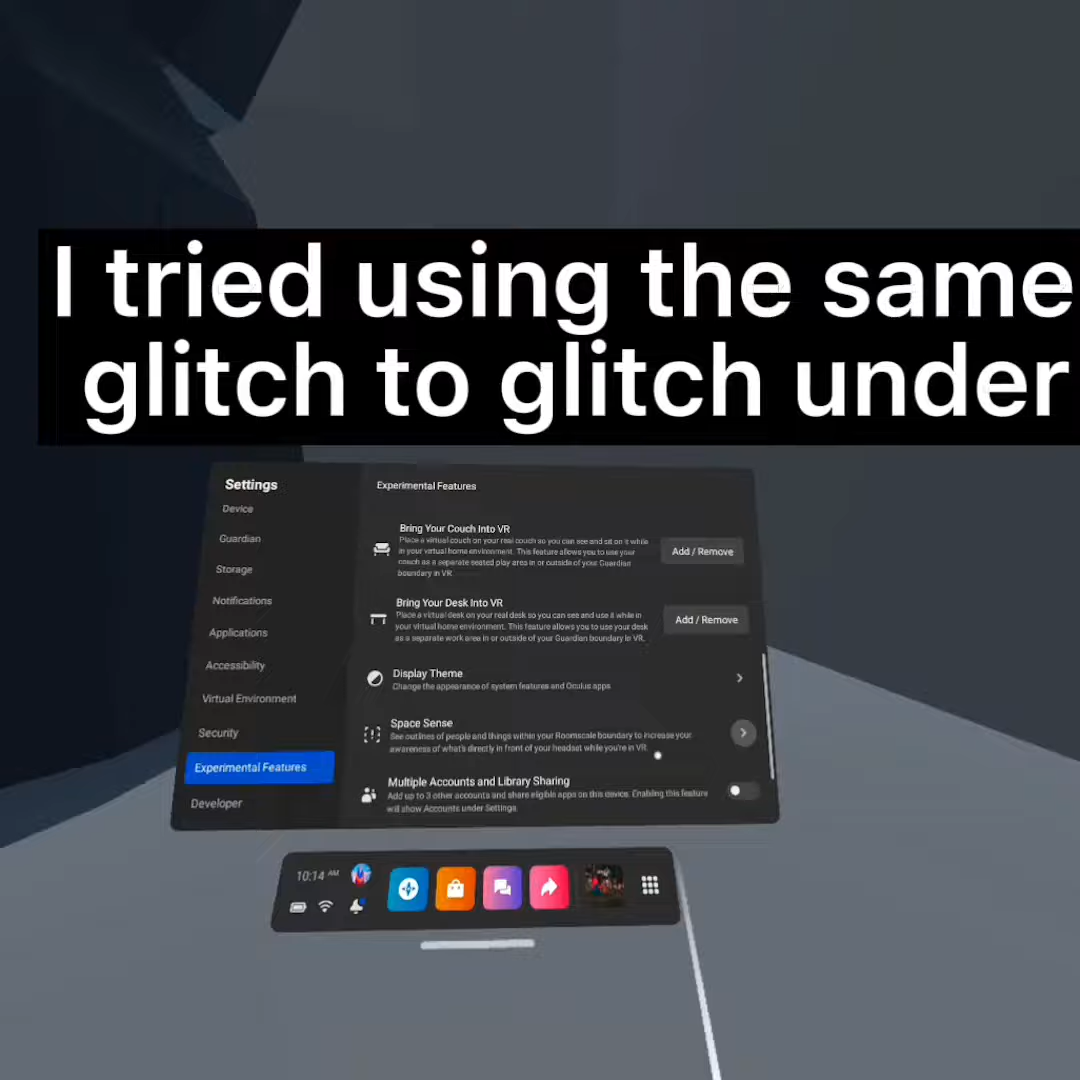 I tried using the same
glitch to glitch under
Settings
Device
Guardian
Storage
Notifications
Applications
Accessibility
Virtual Environment
Security
Experimental Features
Developer
Experimental Features
Bring Your Couch Into VR
Place a virtual couch on your real couch so you can see and sit on it while
in your virtual home environment. This feature allows you to use your
couch as a separate seated play area in or outside of your Guardian
boundary in VR.
Add / Remove
Bring Your Desk Into VR
Place a virtual desk on your real desk so you can see and use it while in
your virtual home environment. This feature allows you to use your desk
as a separate work area in or outside of your Guardian boundary in VR.
Add / Remove
Display Theme
Change the appearance of system features and Oculus apps
Space Sense
See outlines of people and things within your Roomscale boundary to increase your
awareness of what's directly in front of your headset while you're in VR.
Multiple Accounts and Library Sharing
Add up to 3 other accounts and share eligible apps on this device. Enabling this feature
will show Accounts under Settings.
10:14 AM